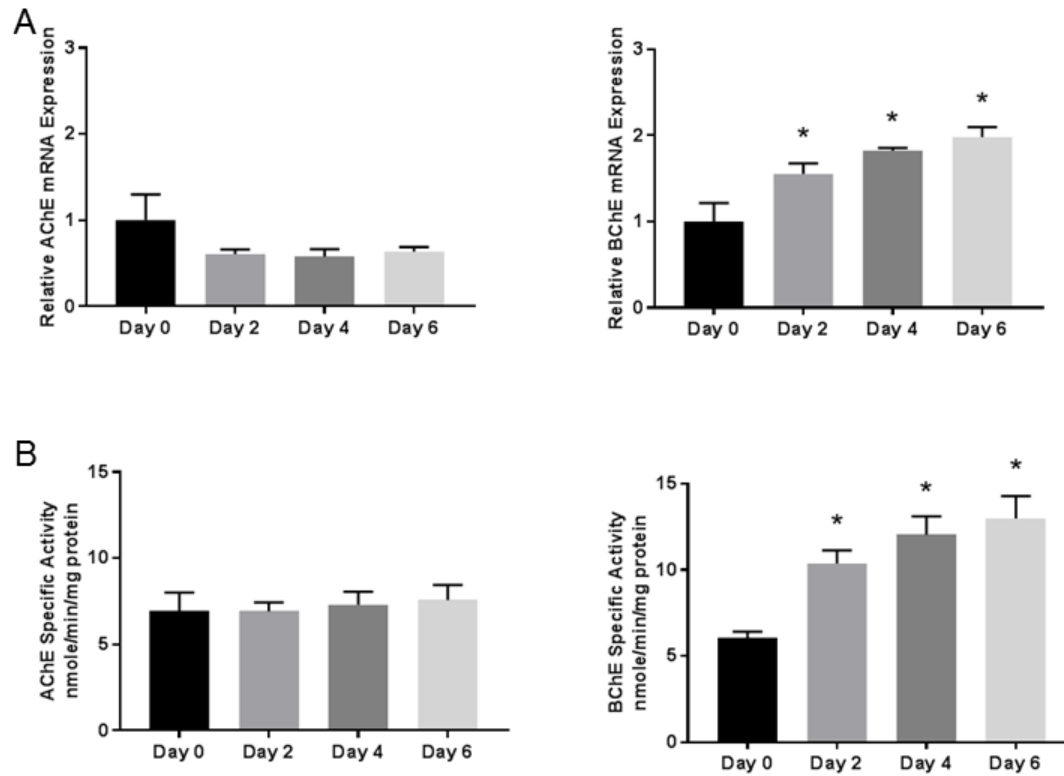 A
Relative AChE mRNA Expression
3
2
1
0
Day 0 Day 2 Day 4 Day 6
Relative BChE mRNA Expression
3
2
1
0
*
*
*
Day 0 Day 2 Day 4 Day 6
B
AChE Specific Activity
nmole/min/mg protein
15
10
5
0
Day 0 Day 2 Day 4 Day 6
BChE Specific Activity
nmole/min/mg protein
15
10
5
0
*
*
*
Day 0 Day 2 Day 4 Day 6